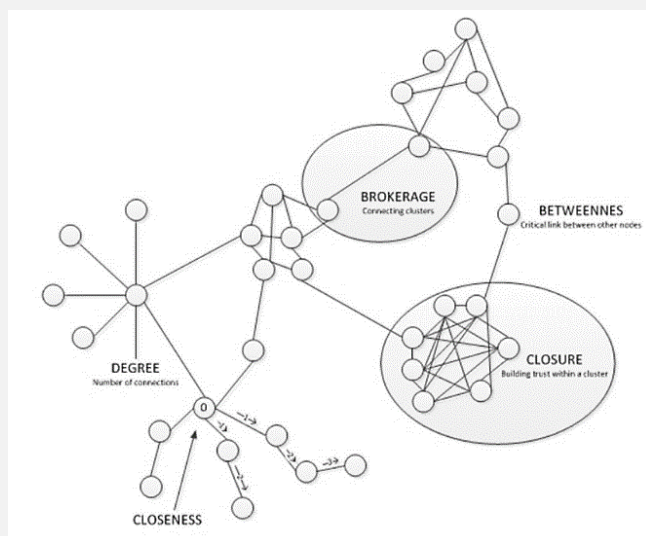 BROKERAGE
Connecting clusters
BETWEENNES
Critical link between other nodes
DEGREE
Number of connections
CLOSURE
Building trust within a cluster
0
-1->
-1->
-2->
-2->
-3->
CLOSENESS